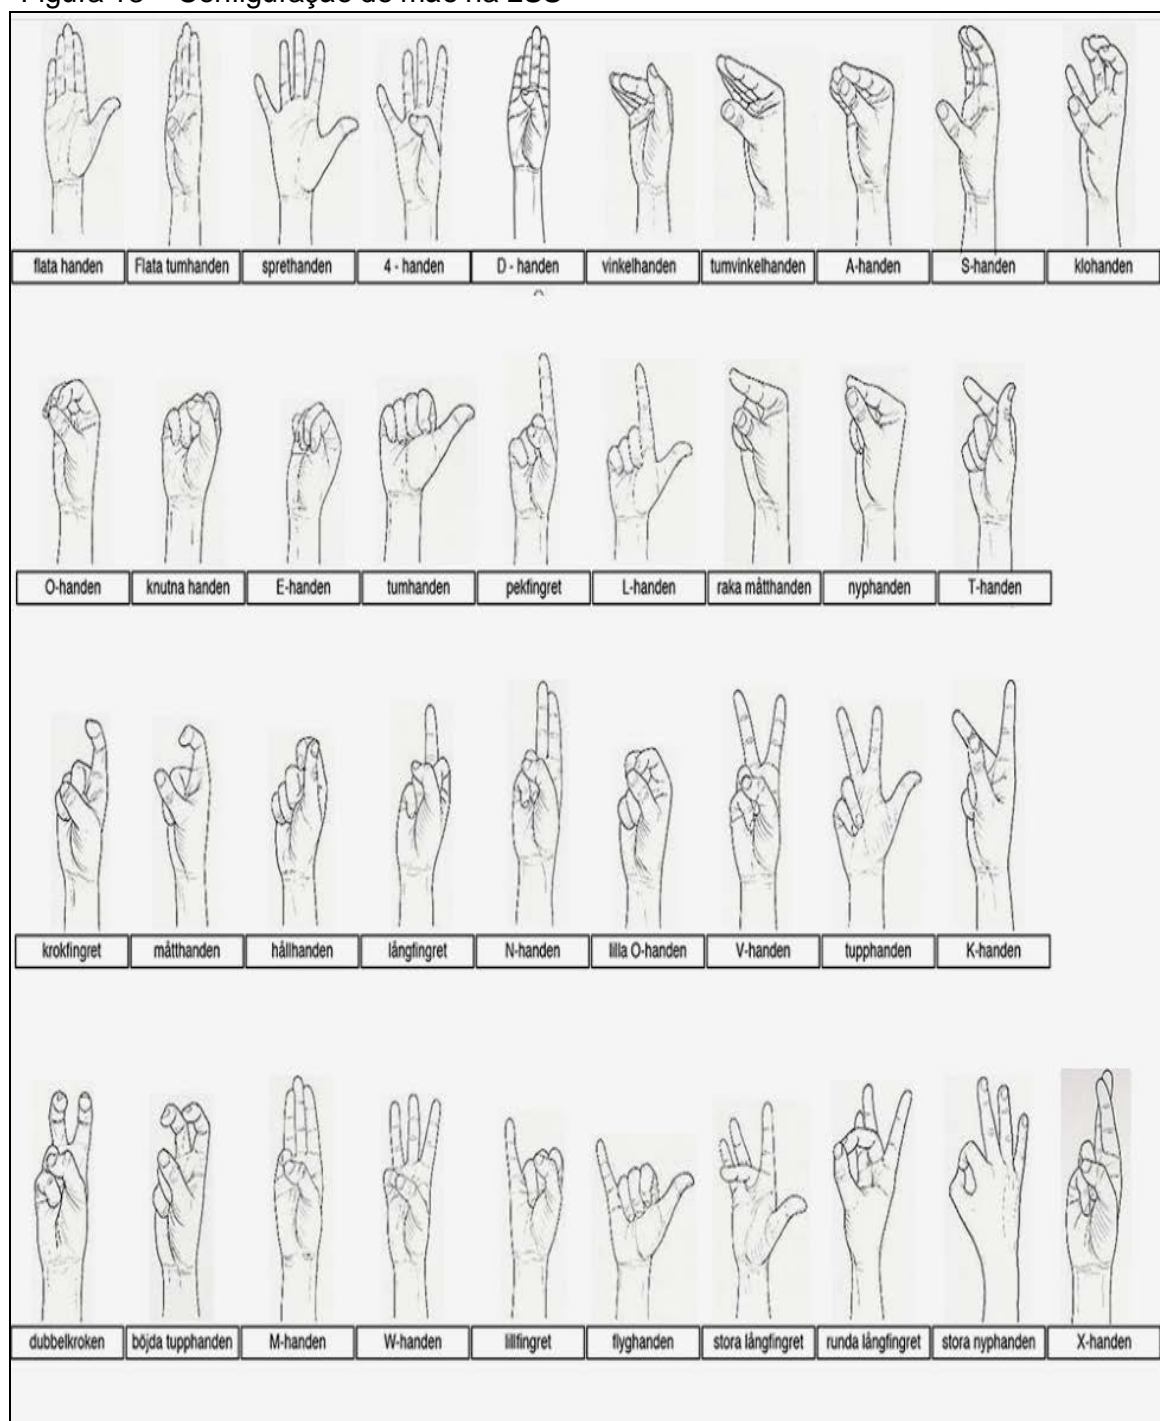 flata handen Flata tumhanden sprethanden 4 - handen D - handen vinkelhanden tumvinkelhanden A-handen S-handen klohanden
O-handen knutna handen E-handen tumhanden pekfingret L-handen raka måtthanden nyphanden T-handen
krokfingret måtthanden hållhanden långfingret N-handen lilla O-handen V-handen tupphanden K-handen
dubbelkroken böjda tupphanden M-handen W-handen lillfingret flyghanden stora långfingret runda långfingret stora nyphanden X-handen